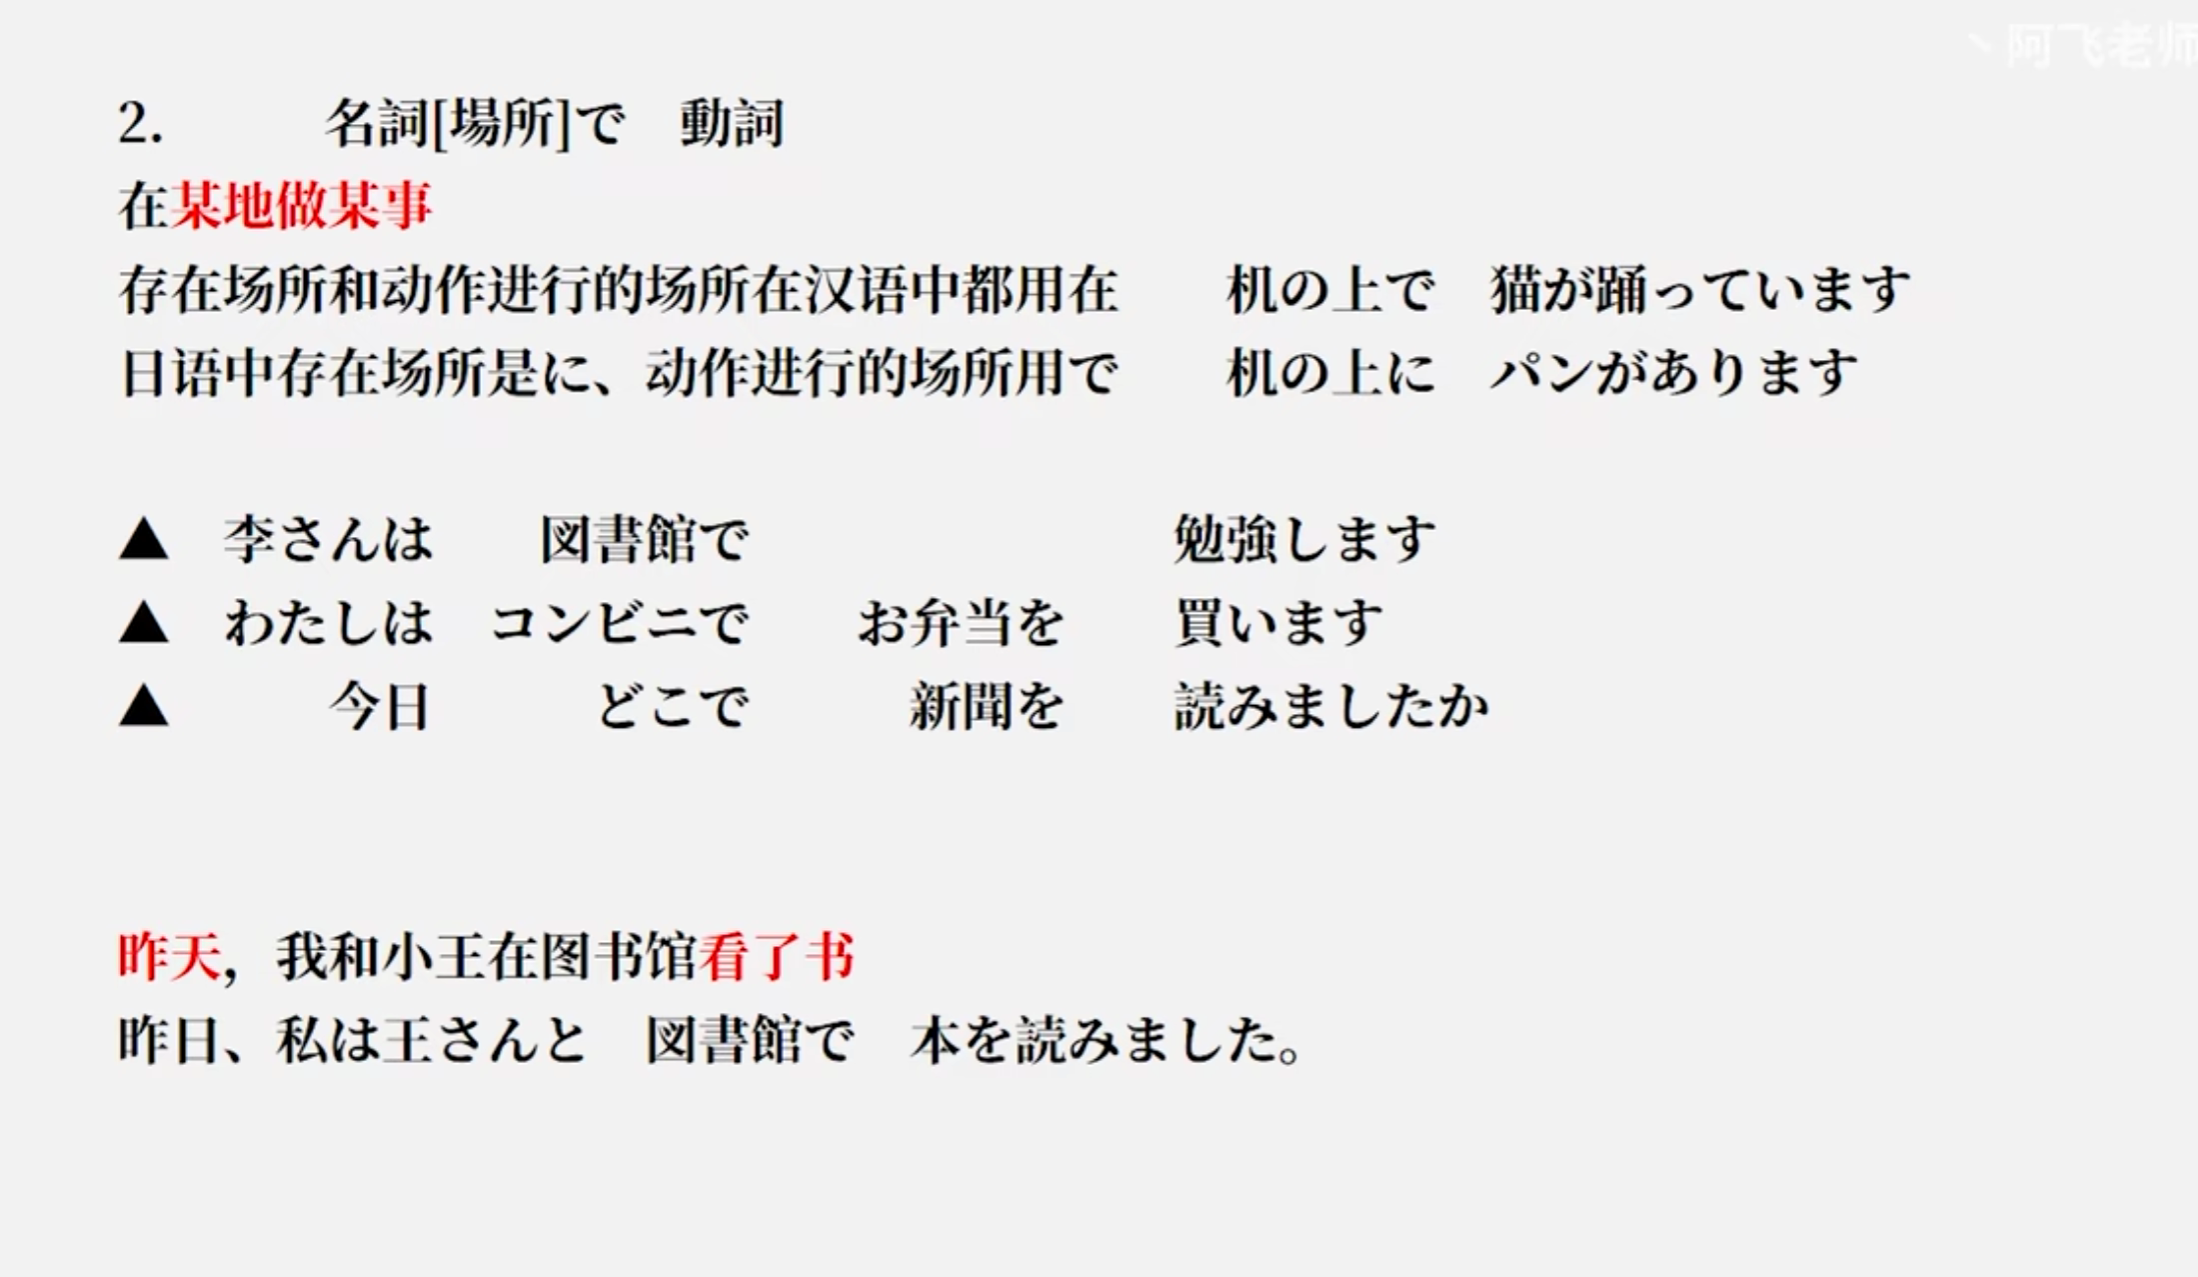 丶阿飞老师
2.　　　名詞[場所]で　動詞
在某地做某事
存在场所和动作进行的场所在汉语中都用在　　机の上で　猫が踊っています
日语中存在场所是に、动作进行的场所用で　　机の上に　パンがあります
▲　李さんは　　図書館で　　　　　　　　勉強します
▲　わたしは　コンビニで　　お弁当を　　買います
▲　　　今日　　　どこで　　　新聞を　　読みましたか
昨天，我和小王在图书馆看了书
昨日、私は王さんと　図書館で　本を読みました。